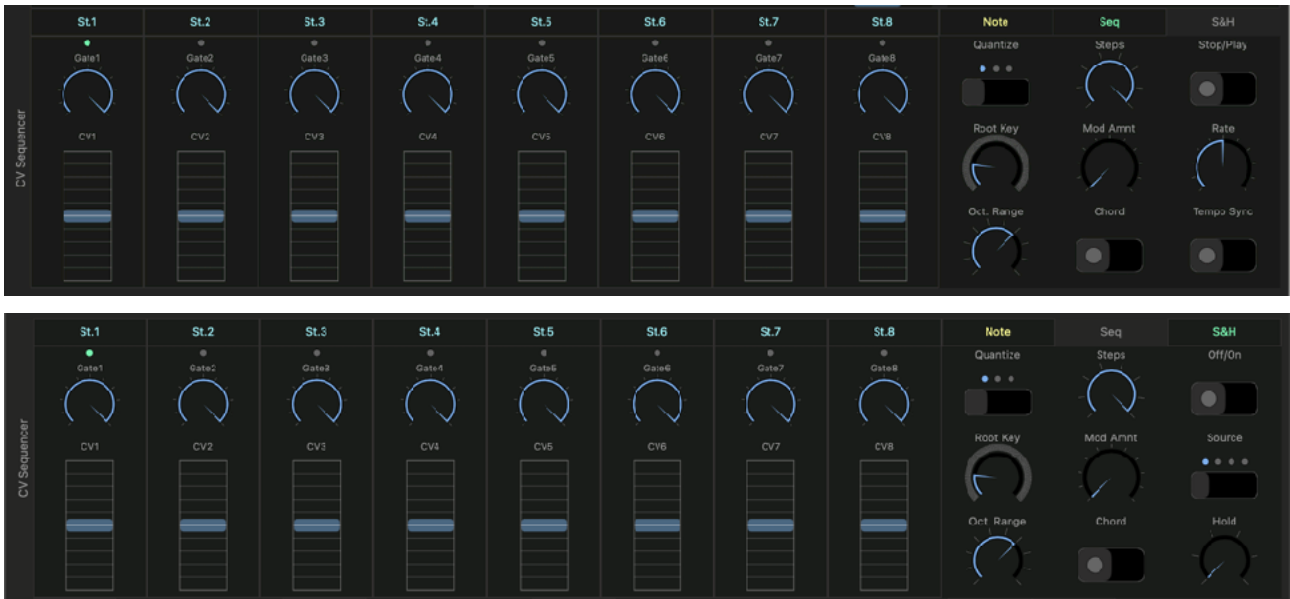 St.1 St.2 St.3 St.4 St.5 St.6 St.7 St.8 Note Seq S&H
Gate1 Gate2 Gate3 Gate4 Gate5 Gate6 Gate7 Gate8 Quantize Steps Stop/Play
CV1 CV2 CV3 CV4 CV5 CV6 CV7 CV8 Root Key Mod Amnt Rate
CV Sequencer
Oct. Range Chord Tempo Sync
St.1 St.2 St.3 St.4 St.5 St.6 St.7 St.8 Note Seq S&H
Gate1 Gate2 Gate3 Gate4 Gate5 Gate6 Gate7 Gate8 Quantize Steps Off/On
CV1 CV2 CV3 CV4 CV5 CV6 CV7 CV8 Root Key Mod Amnt Source
CV Sequencer
Oct. Range Chord Hold